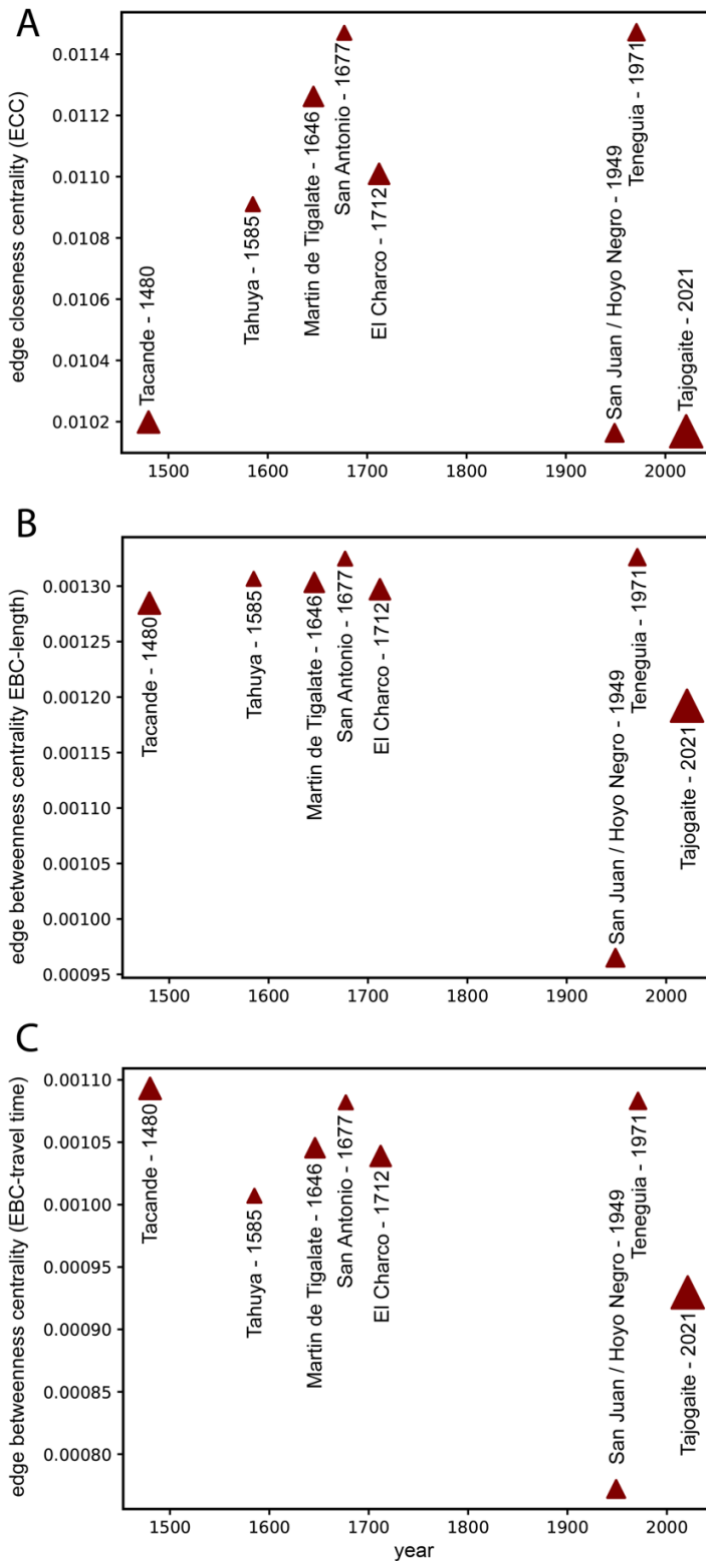 A
edge closeness centrality (ECC)
0.0114
0.0112
0.0110
0.0108
0.0106
0.0104
0.0102
Tacande - 1480
Tahuya - 1585
Martin de Tigalate - 1646
San Antonio - 1677
El Charco - 1712
San Juan / Hoyo Negro - 1949
Teneguia - 1971
Tajogaite - 2021
1500
1600
1700
1800
1900
2000
B
edge betweenness centrality EBC-length)
0.00130
0.00125
0.00120
0.00115
0.00110
0.00105
0.00100
0.00095
Tacande - 1480
Tahuya - 1585
Martin de Tigalate - 1646
San Antonio - 1677
El Charco - 1712
San Juan / Hoyo Negro - 1949
Teneguia - 1971
Tajogaite - 2021
1500
1600
1700
1800
1900
2000
C
edge betweenness centrality (EBC-travel time)
0.00110
0.00105
0.00100
0.00095
0.00090
0.00085
0.00080
Tacande - 1480
Tahuya - 1585
Martin de Tigalate - 1646
San Antonio - 1677
El Charco - 1712
San Juan / Hoyo Negro - 1949
Teneguia - 1971
Tajogaite - 2021
1500
1600
1700
1800
1900
2000
year